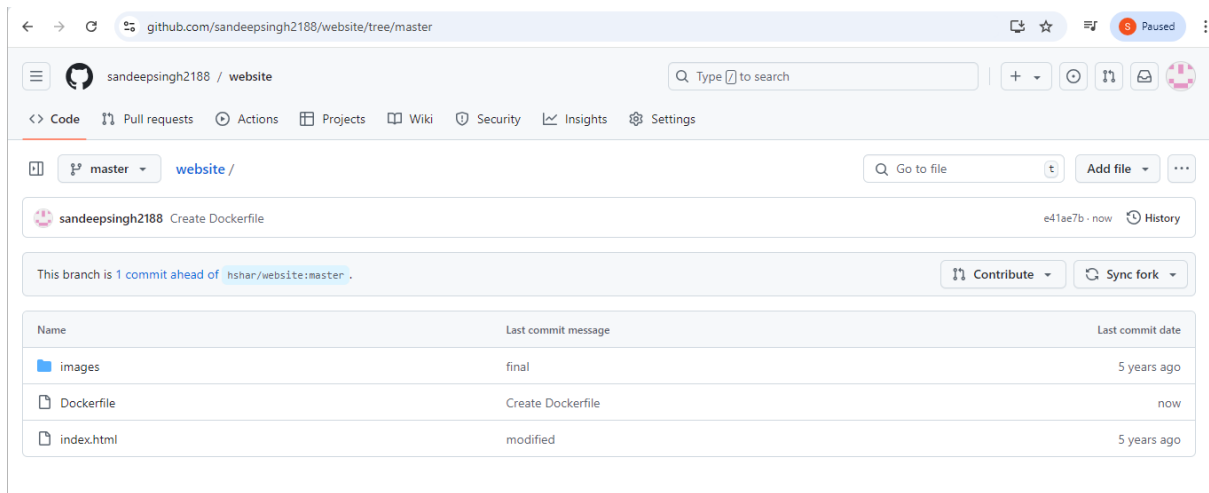 github.com/sandeepsingh2188/website/tree/master S Paused
sandeepsingh2188 / website Type / to search
<> Code Pull requests Actions Projects Wiki Security Insights Settings
master website / Go to file t Add file
sandeepsingh2188 Create Dockerfile e41ae7b · now History
This branch is 1 commit ahead of hshar/website:master . Contribute Sync fork
Name Last commit message Last commit date
images final 5 years ago
Dockerfile Create Dockerfile now
index.html modified 5 years ago